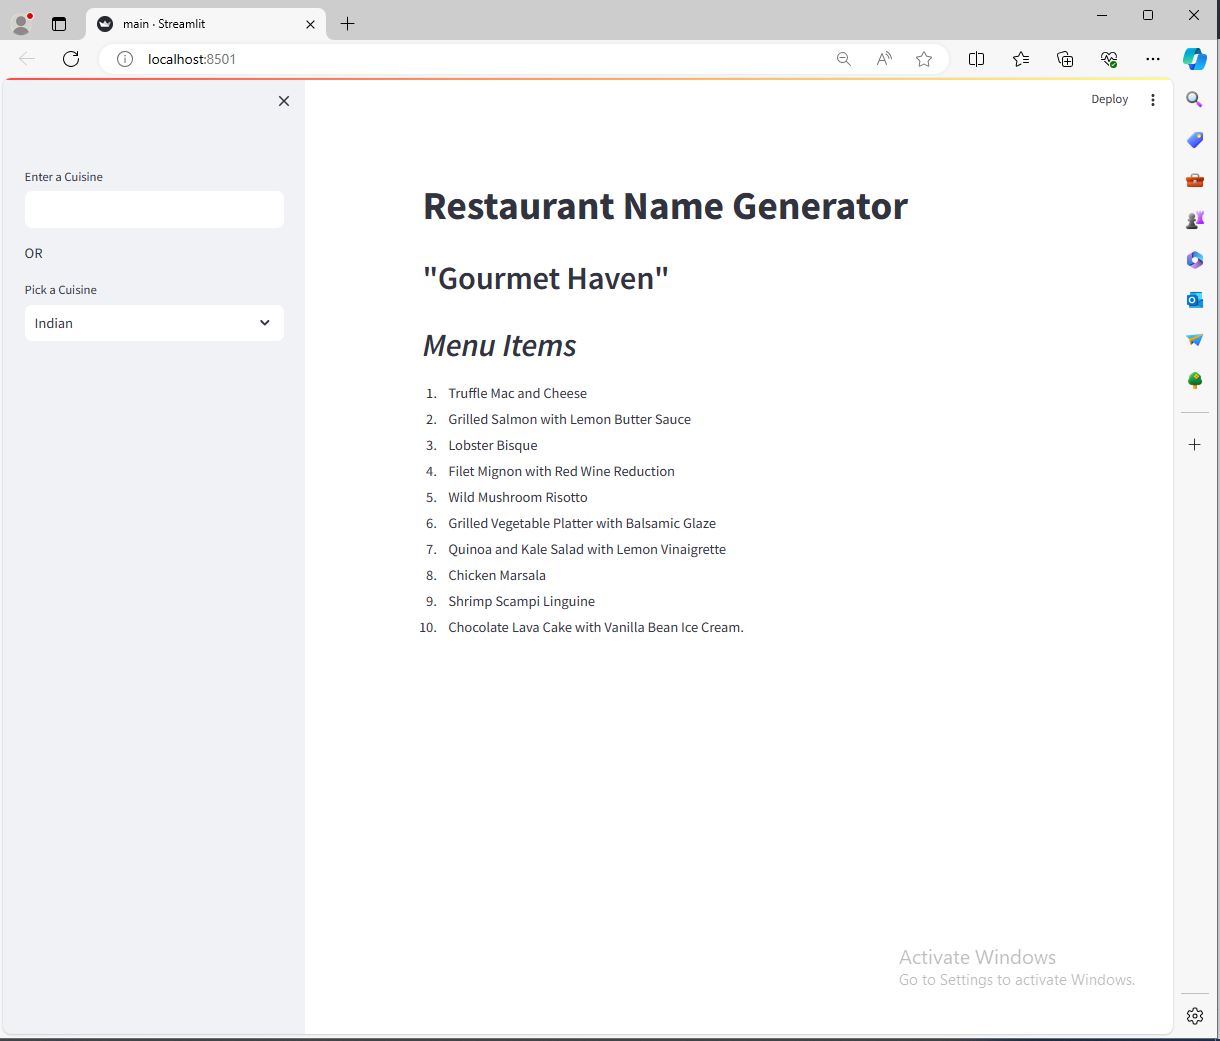 main · Streamlit
localhost:8501
Deploy
Enter a Cuisine
OR
Pick a Cuisine
Indian
Restaurant Name Generator
"Gourmet Haven"
Menu Items
1. Truffle Mac and Cheese
2. Grilled Salmon with Lemon Butter Sauce
3. Lobster Bisque
4. Filet Mignon with Red Wine Reduction
5. Wild Mushroom Risotto
6. Grilled Vegetable Platter with Balsamic Glaze
7. Quinoa and Kale Salad with Lemon Vinaigrette
8. Chicken Marsala
9. Shrimp Scampi Linguine
10. Chocolate Lava Cake with Vanilla Bean Ice Cream.
Activate Windows
Go to Settings to activate Windows.